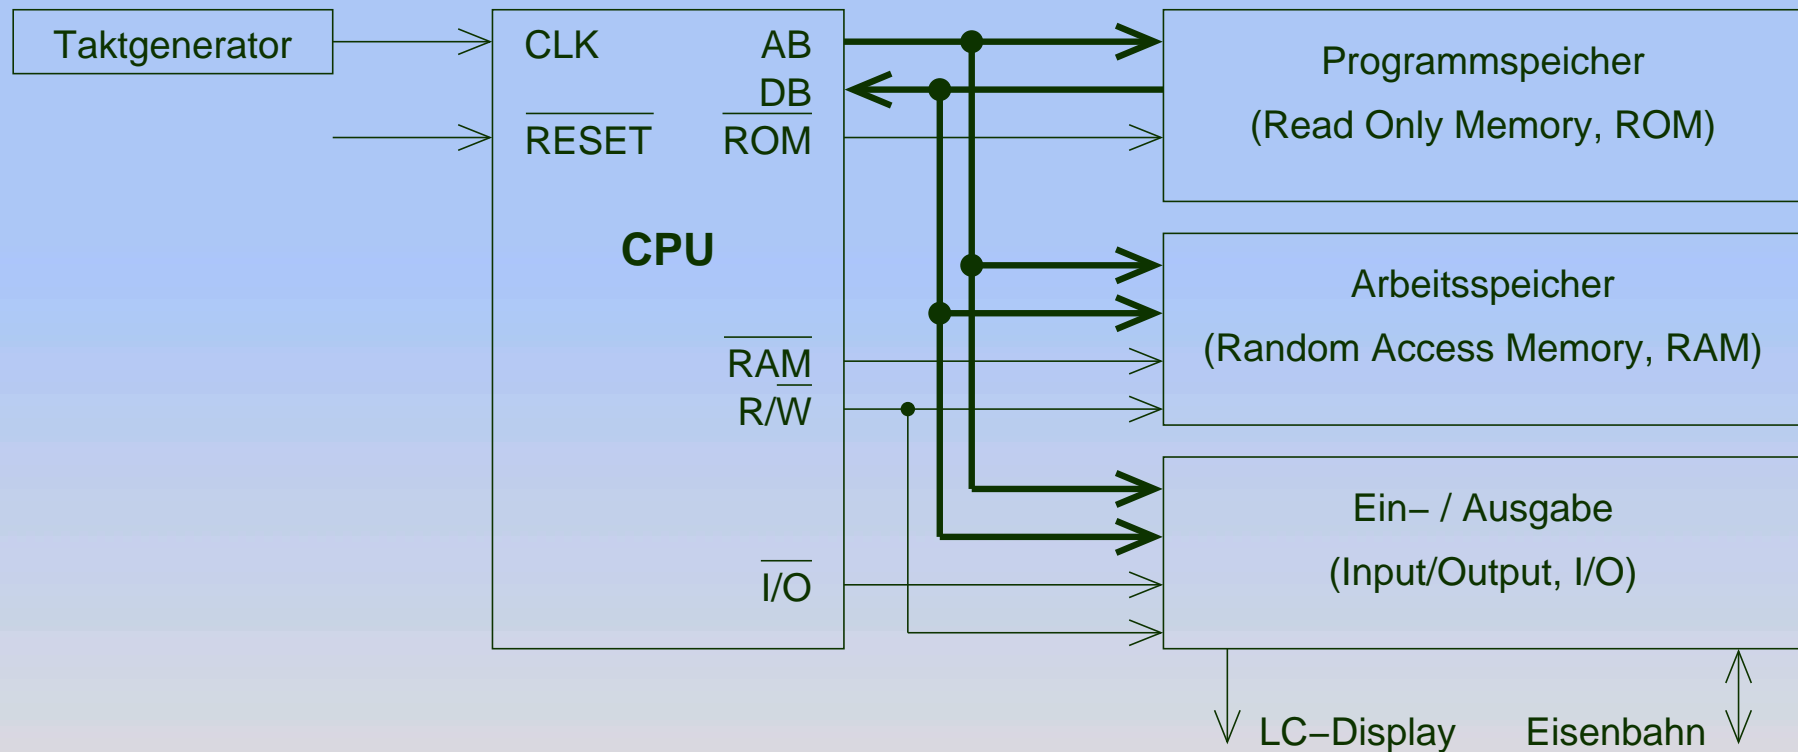 Taktgenerator
CLK
RESET
CPU
AB
DB
ROM
RAM
R/W
I/O
Programmspeicher
(Read Only Memory, ROM)
Arbeitsspeicher
(Random Access Memory, RAM)
Ein− / Ausgabe
(Input/Output, I/O)
LC−Display
Eisenbahn